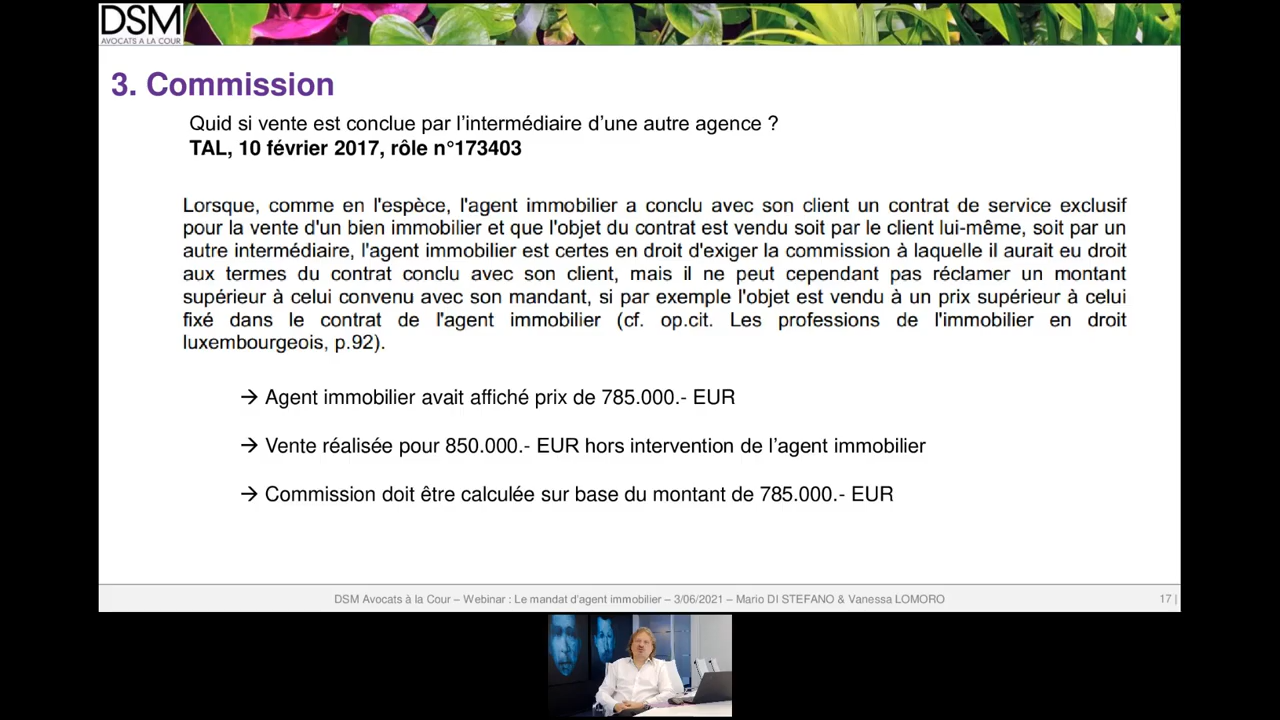 DSM
AVOCATS A LA COUR
3. Commission
Quid si vente est conclue par l’intermédiaire d’une autre agence ?
TAL, 10 février 2017, rôle n°173403
Lorsque, comme en l'espèce, l'agent immobilier a conclu avec son client un contrat de service exclusif
pour la vente d'un bien immobilier et que l'objet du contrat est vendu soit par le client lui-même, soit par un
autre intermédiaire, l'agent immobilier est certes en droit d'exiger la commission à laquelle il aurait eu droit
aux termes du contrat conclu avec son client, mais il ne peut cependant pas réclamer un montant
supérieur à celui convenu avec son mandant, si par exemple l'objet est vendu à un prix supérieur à celui
fixé dans le contrat de l'agent immobilier (cf. op.cit. Les professions de l'immobilier en droit
luxembourgeois, p.92).
→ Agent immobilier avait affiché prix de 785.000.- EUR
→ Vente réalisée pour 850.000.- EUR hors intervention de l’agent immobilier
→ Commission doit être calculée sur base du montant de 785.000.- EUR
DSM Avocats à la Cour – Webinar : Le mandat d’agent immobilier – 3/06/2021 – Mario DI STEFANO & Vanessa LOMORO
17 |